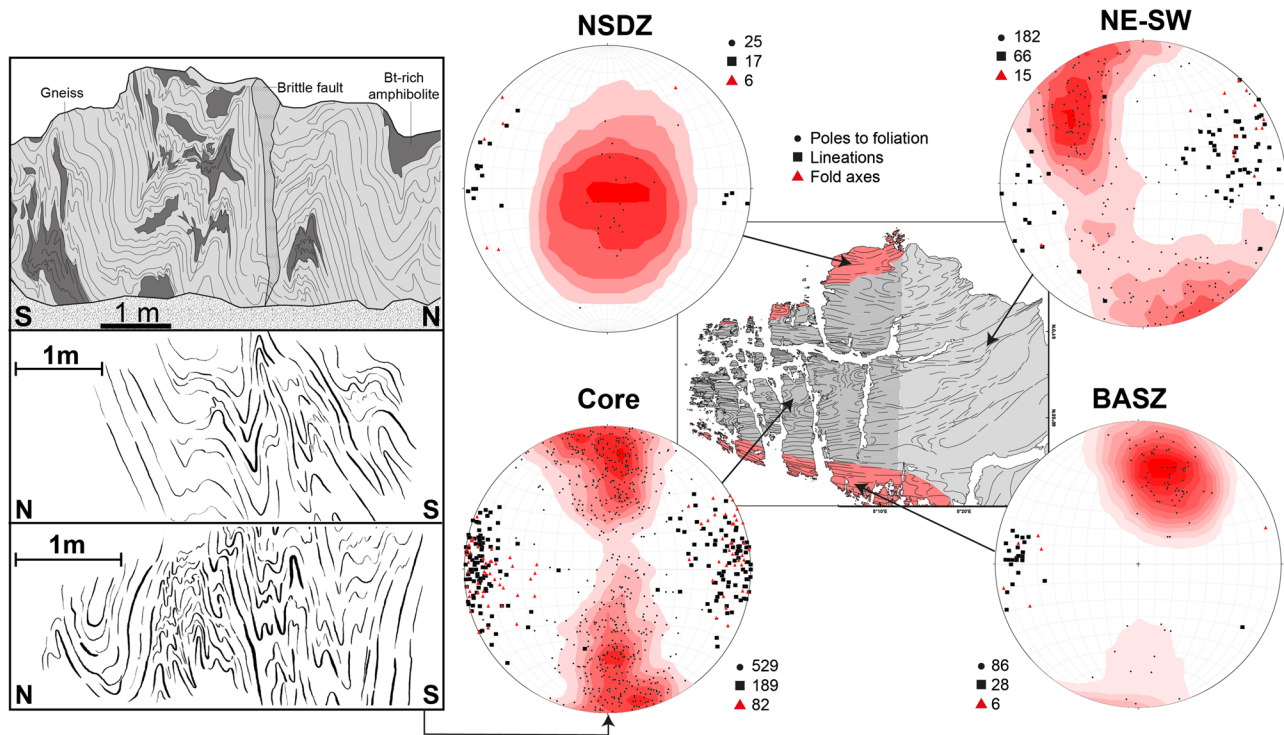 NSDZ
25
17
6
NE-SW
182
66
15
Gneiss
Brittle fault
Bt-rich
amphibolite
S
N
1 m
Poles to foliation
Lineations
Fold axes
1m
N
S
1m
N
S
Core
529
189
82
BASZ
86
28
6
5°10'E
5°20'E